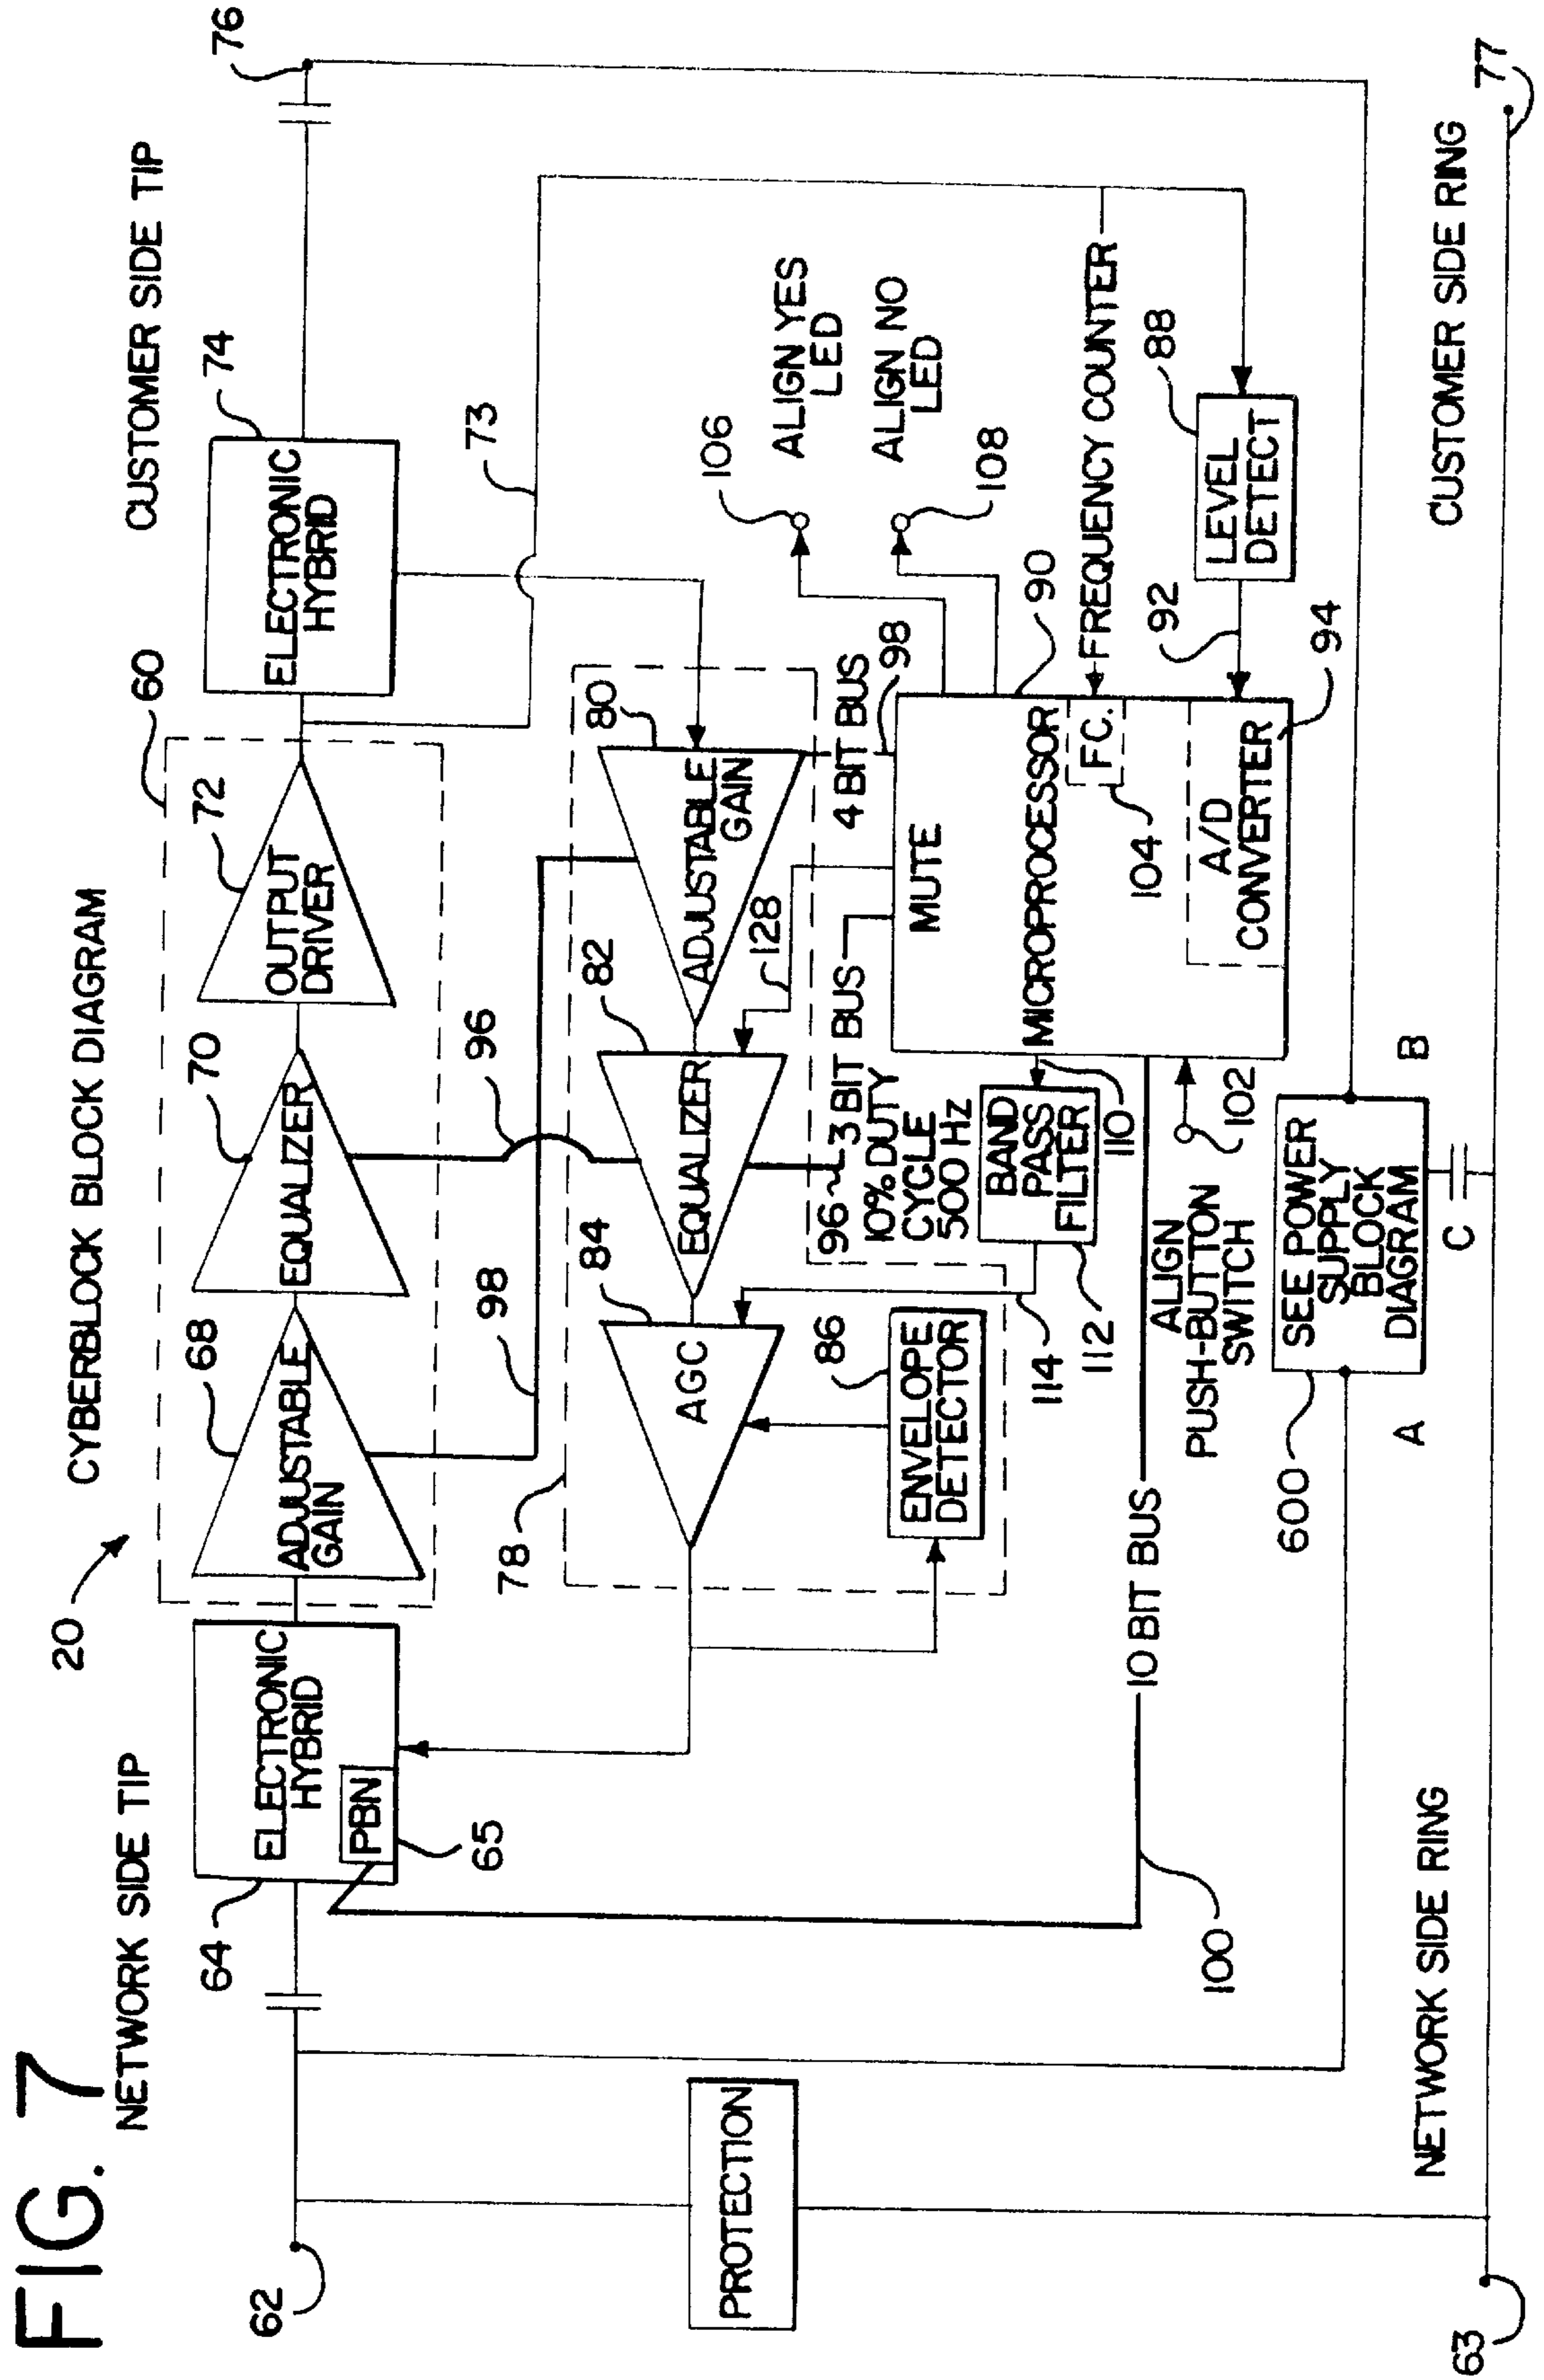 FIG. 7
CYBERBLOCK BLOCK DIAGRAM
20
NETWORK SIDE TIP
CUSTOMER SIDE TIP
60
76
62
64
ELECTRONIC
HYBRID
PBN
65
68
ADJUSTABLE
GAIN
70
EQUALIZER
72
OUTPUT
DRIVER
74
ELECTRONIC
HYBRID
73
96
98
78
84
AGC
82
EQUALIZER
80
ADJUSTABLE
GAIN
128
86
ENVELOPE
DETECTOR
96
3 BIT BUS
4 BIT BUS
98
10% DUTY
CYCLE
500 Hz
BAND
PASS
FILTER
110
112
114
MUTE
MICROPROCESSOR
90
F.C.
104
A/D
CONVERTER
94
106
ALIGN YES
LED
108
ALIGN NO
LED
FREQUENCY COUNTER
88
LEVEL
DETECT
92
PROTECTION
100
10 BIT BUS
ALIGN
PUSH-BUTTON
SWITCH
102
600
SEE POWER
SUPPLY
BLOCK
DIAGRAM
A
B
C
NETWORK SIDE RING
CUSTOMER SIDE RING
63
77